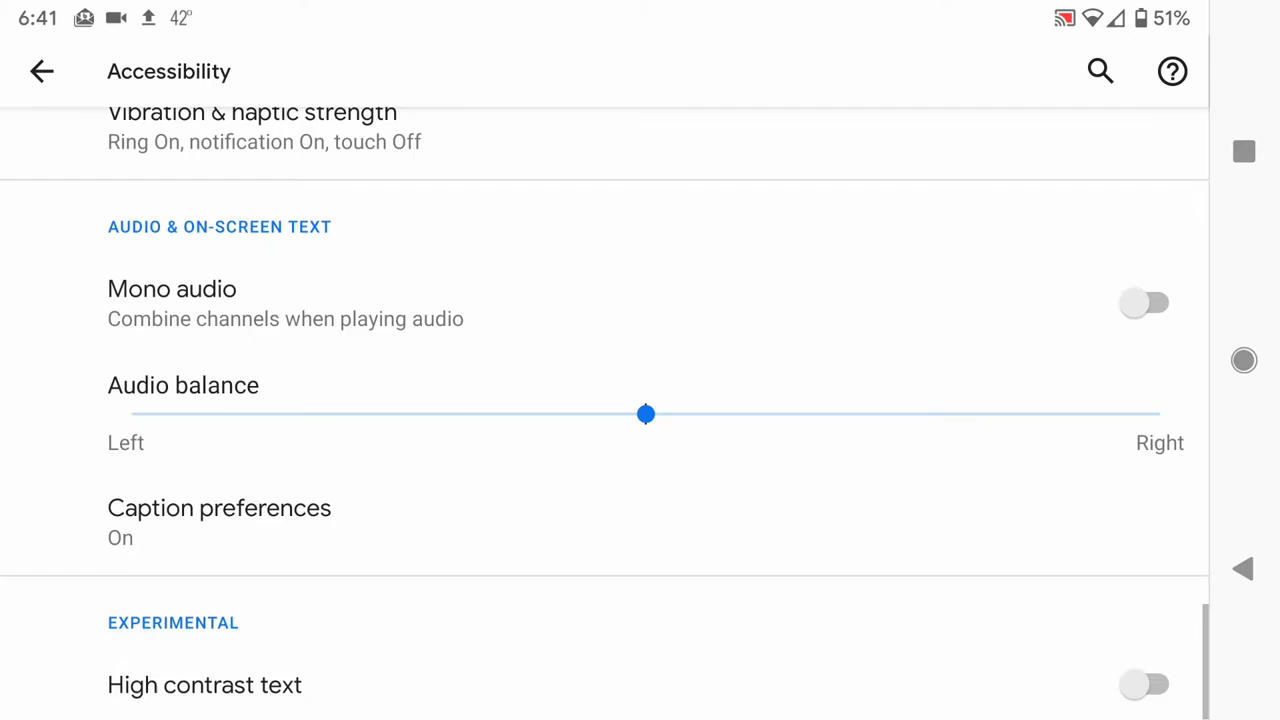 6:41 42° 51%
Accessibility
Vibration & haptic strength
Ring On, notification On, touch Off
AUDIO & ON-SCREEN TEXT
Mono audio
Combine channels when playing audio
Audio balance
Left Right
Caption preferences
On
EXPERIMENTAL
High contrast text